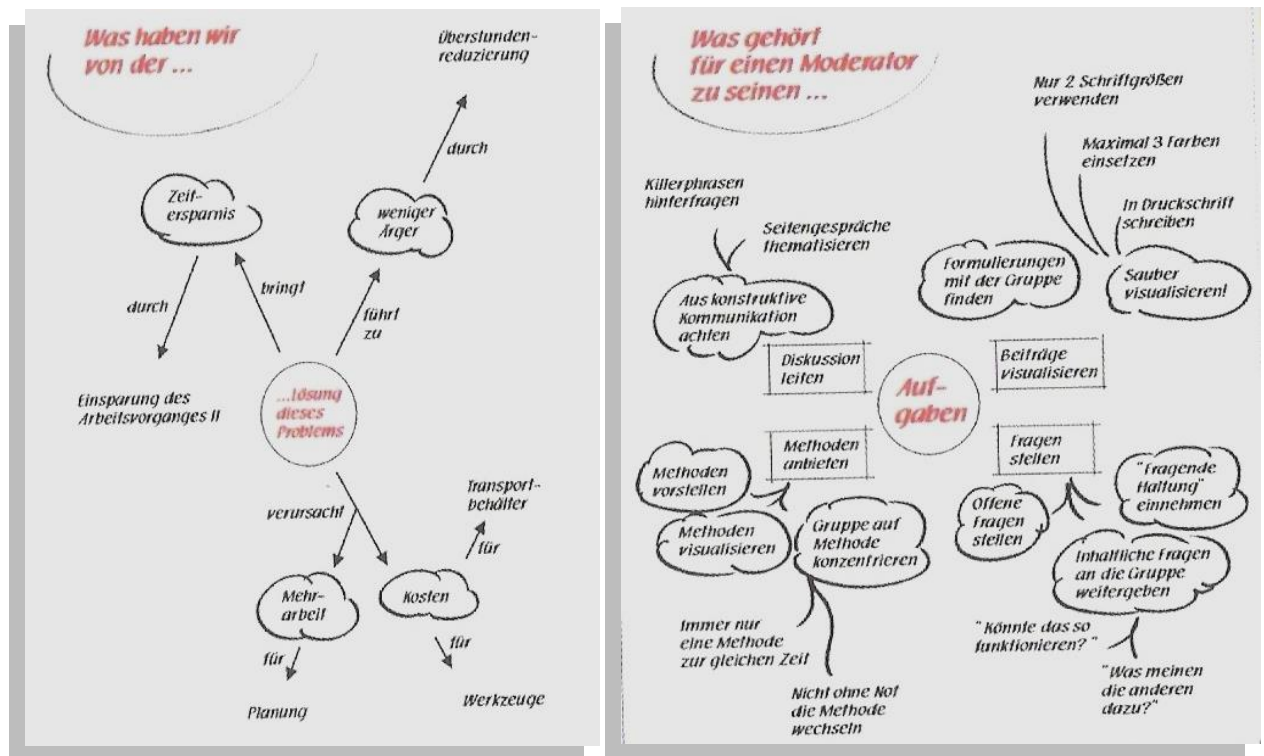 Was haben wir
von der ...
Überstunden-
reduzierung
durch
Zeit-
ersparnis
weniger
Ärger
durch
bringt
führt
zu
Einsparung des
Arbeitsvorganges II
...lösung
dieses
Problems
verursacht
Transport-
behälter
für
Mehr-
arbeit
Kosten
für
für
Planung
Werkzeuge
Was gehört
für einen Moderator
zu seinen ...
Nur 2 Schriftgrößen
verwenden
Maximal 3 Farben
einsetzen
In Druckschrift
schreiben
Killerphrasen
hinterfragen
Seitengespräche
thematisieren
Formulierungen
mit der Gruppe
finden
Sauber
visualisieren!
Aus konstruktive
Kommunikation
achten
Diskussion
leiten
Beiträge
visualisieren
Auf-
gaben
Methoden
anbieten
Fragen
stellen
Methoden
vorstellen
Methoden
visualisieren
Gruppe auf
Methode
konzentrieren
Offene
Fragen
stellen
"Fragende
Haltung"
einnehmen
Inhaltliche Fragen
an die Gruppe
weitergeben
Immer nur
eine Methode
zur gleichen Zeit
Nicht ohne Not
die Methode
wechseln
"Könnte das so
funktionieren?"
"Was meinen
die anderen
dazu?"